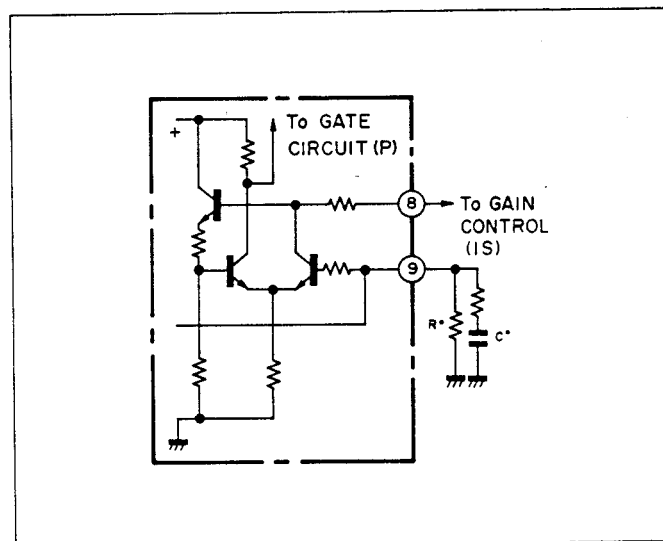 +
To GATE
CIRCUIT (P)
8
To GAIN
CONTROL
(IS)
9
R*
C*